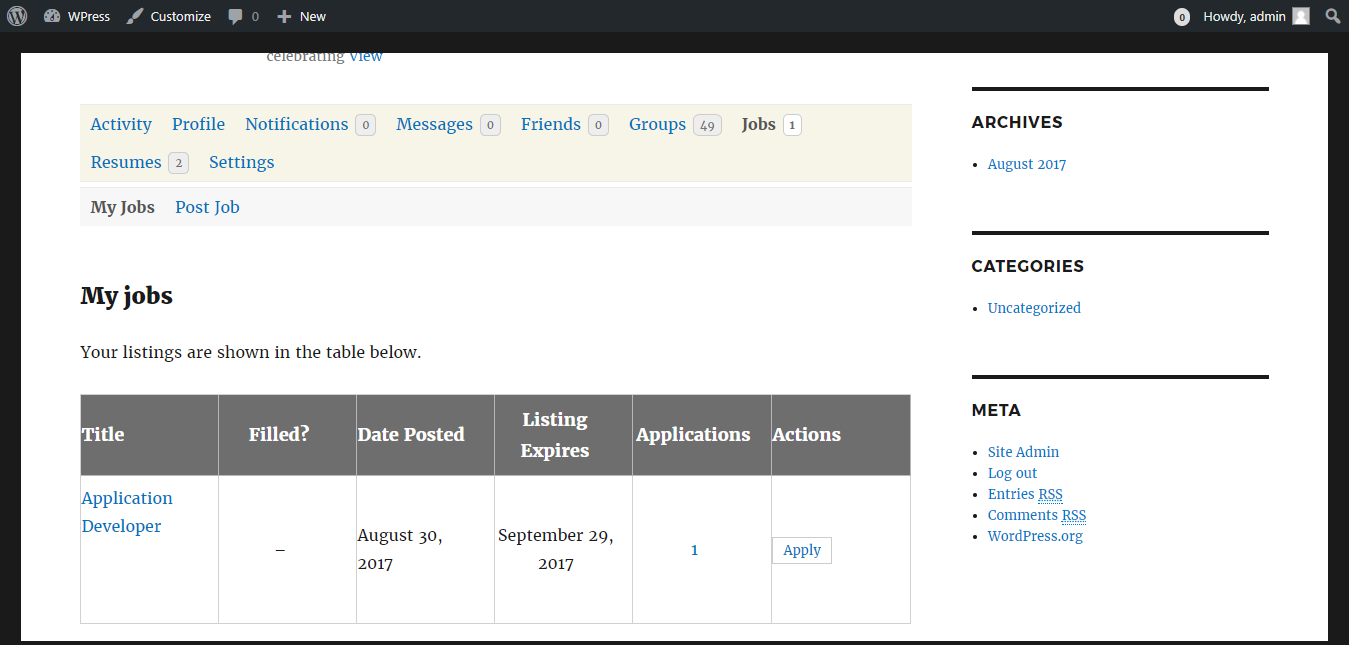 WPress Customize 0 New 0 Howdy, admin
celebrating View
Activity Profile Notifications 0 Messages 0 Friends 0 Groups 49 Jobs 1
Resumes 2 Settings
My Jobs Post Job
My jobs
Your listings are shown in the table below.
Title Filled? Date Posted Listing Expires Applications Actions
Application Developer – August 30, 2017 September 29, 2017 1 Apply
ARCHIVES
August 2017
CATEGORIES
Uncategorized
META
Site Admin
Log out
Entries RSS
Comments RSS
WordPress.org